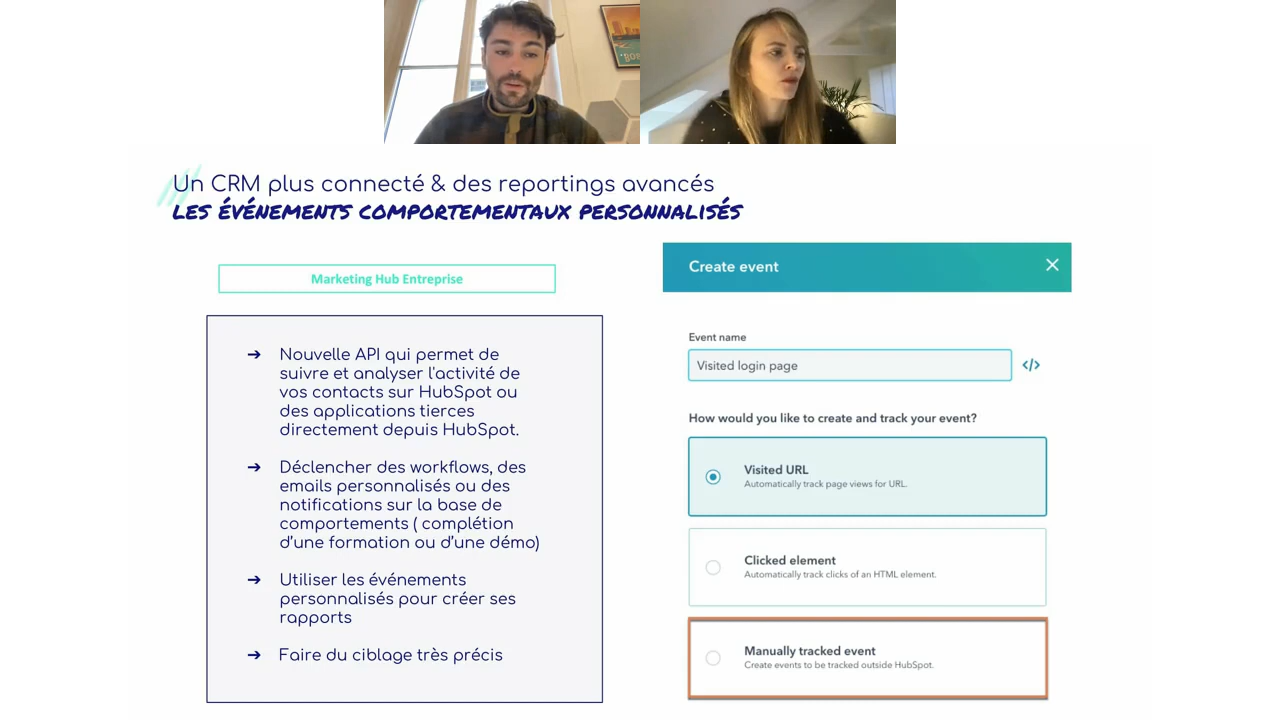 Un CRM plus connecté & des reportings avancés
LES ÉVÉNEMENTS COMPORTEMENTAUX PERSONNALISÉS
Marketing Hub Entreprise
➔ Nouvelle API qui permet de
suivre et analyser l'activité de
vos contacts sur HubSpot ou
des applications tierces
directement depuis HubSpot.
➔ Déclencher des workflows, des
emails personnalisés ou des
notifications sur la base de
comportements ( complétion
d'une formation ou d'une démo)
➔ Utiliser les événements
personnalisés pour créer ses
rapports
➔ Faire du ciblage très précis
Create event
Event name
Visited login page
</>
How would you like to create and track your event?
Visited URL
Automatically track page views for URL.
Clicked element
Automatically track clicks of an HTML element.
Manually tracked event
Create events to be tracked outside HubSpot.